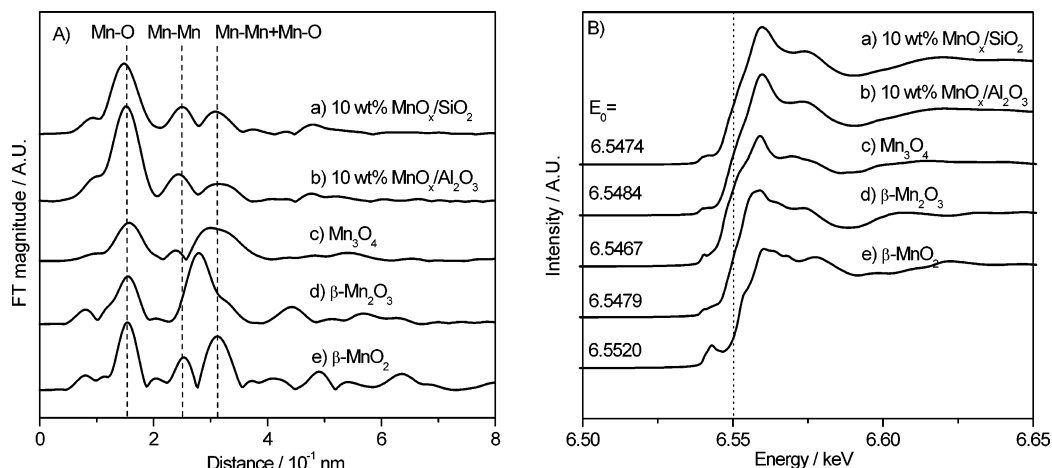 A)
Mn-O
Mn-Mn
Mn-Mn+Mn-O
a) 10 wt% MnOₓ/SiO₂
b) 10 wt% MnOₓ/Al₂O₃
c) Mn₃O₄
d) β-Mn₂O₃
e) β-MnO₂
FT magnitude / A.U.
0
2
4
6
8
Distance / 10⁻¹ nm
B)
a) 10 wt% MnOₓ/SiO₂
b) 10 wt% MnOₓ/Al₂O₃
c) Mn₃O₄
d) β-Mn₂O₃
e) β-MnO₂
E₀=
6.5474
6.5484
6.5467
6.5479
6.5520
Intensity / A.U.
6.50
6.55
6.60
6.65
Energy / keV